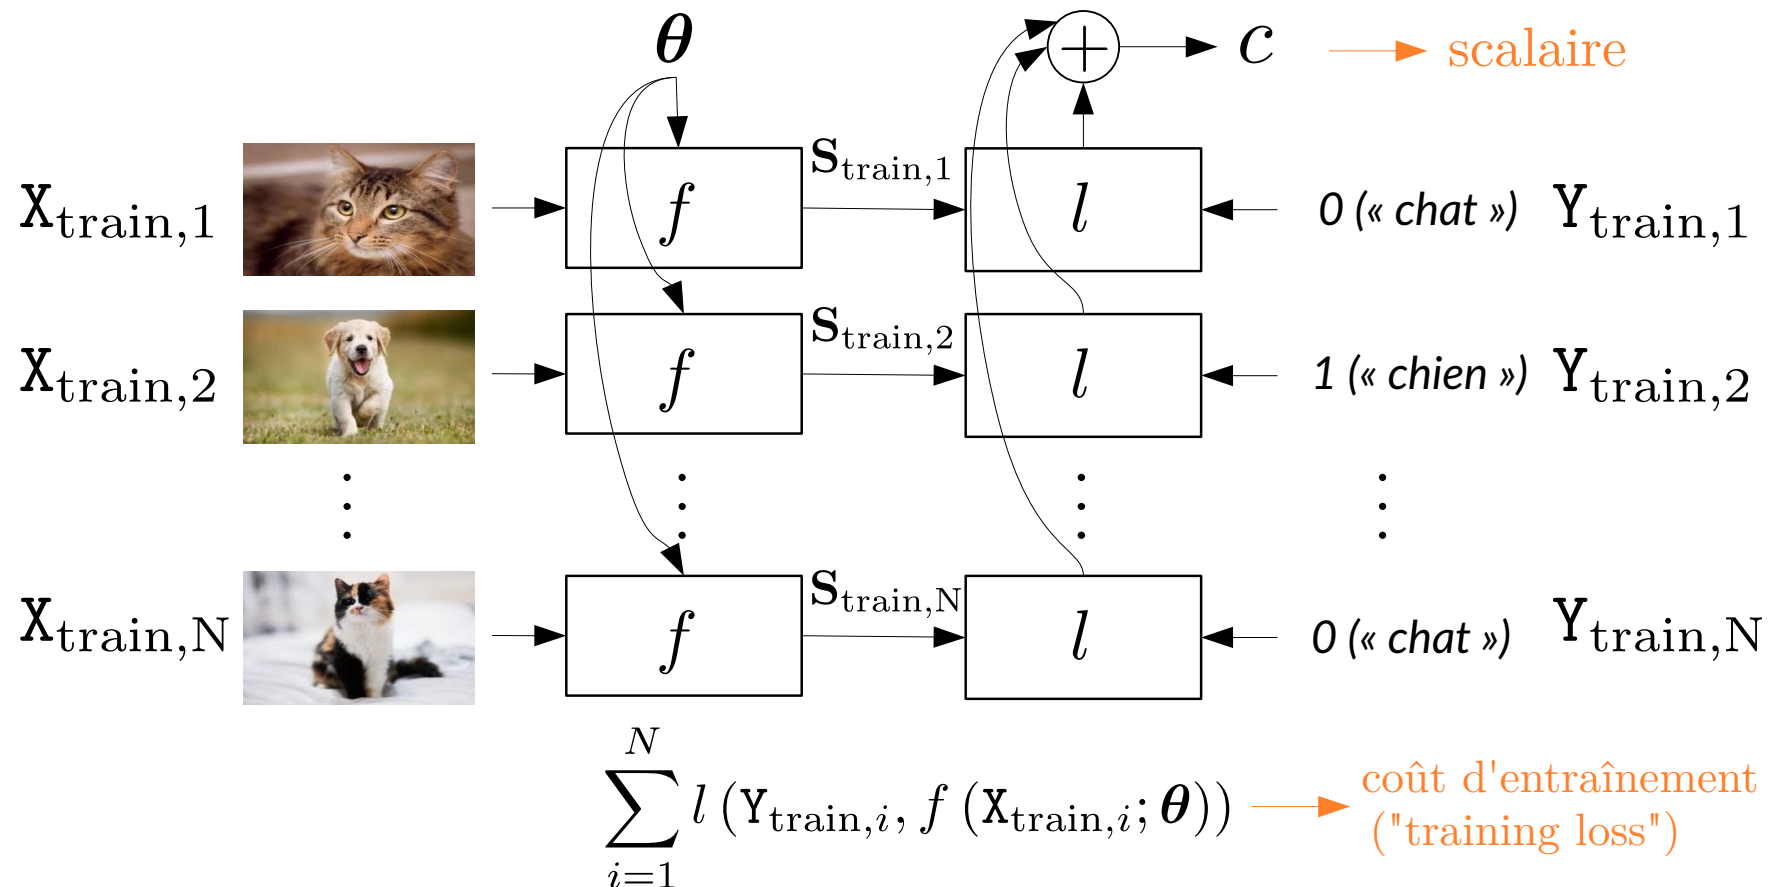 θ
+
c
scalaire
X_train,1
f
S_train,1
l
0 (« chat »)
Y_train,1
X_train,2
f
S_train,2
l
1 (« chien »)
Y_train,2
X_train,N
f
S_train,N
l
0 (« chat »)
Y_train,N
∑_{i=1}^{N} l (Y_train,i, f (X_train,i; θ))
coût d'entraînement
("training loss")